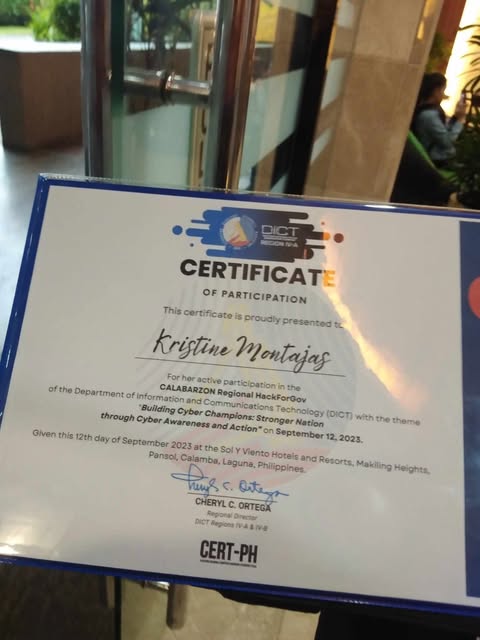 DICT
REGION IV-A
CERTIFICATE
OF PARTICIPATION
This certificate is proudly presented to
Kristine Montajas
For her active participation in the
CALABARZON Regional HackForGov
of the Department of Information and Communications Technology (DICT) with the theme
"Building Cyber Champions: Stronger Nation
through Cyber Awareness and Action" on September 12, 2023.
Given this 12th day of September 2023 at the Sol Y Viento Hotels and Resorts, Makiling Heights,
Pansol, Calamba, Laguna, Philippines.
Cheryl C. Ortega
CHERYL C. ORTEGA
Regional Director
DICT Regions IV-A & IV-B
CERT-PH